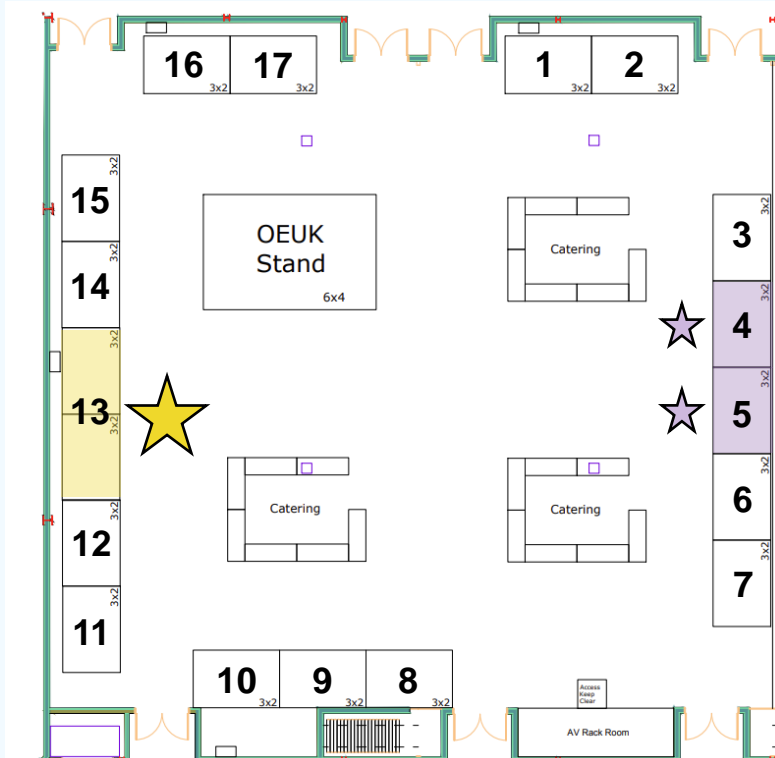 16
3x2
17
3x2
1
3x2
2
3x2
3x2
15
3x2
14
3x2
13
3x2
3x2
12
3x2
11
OEUK
Stand
6x4
Catering
3x2
3
3x2
4
3x2
5
3x2
6
3x2
7
Catering
Catering
10
3x2
9
3x2
8
3x2
Access
Keep
Clear
AV Rack Room